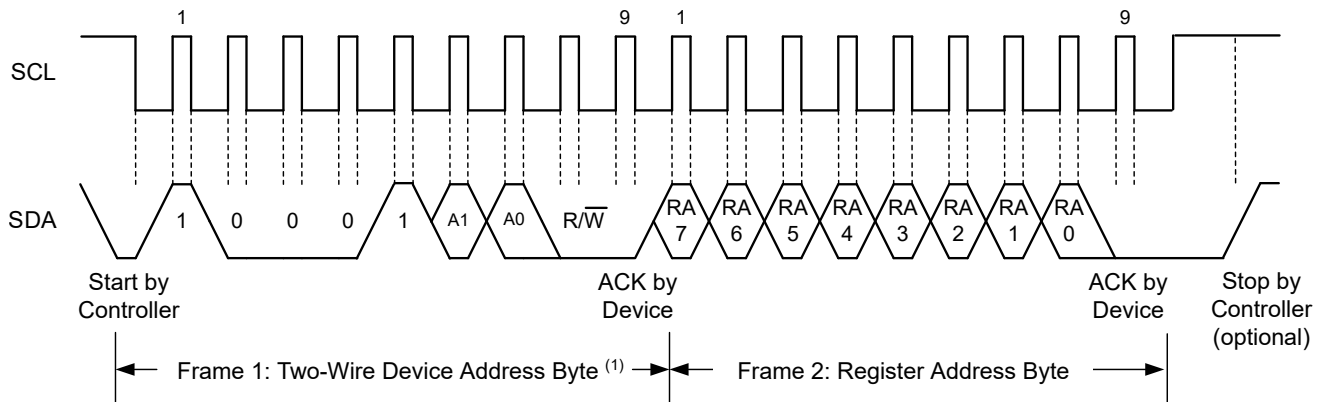 1 9 1 9
SCL
SDA
1 0 0 0 1 A1 A0 R/W̅ RA RA RA RA RA RA RA RA
7 6 5 4 3 2 1 0
Start by
Controller
ACK by
Device
ACK by
Device
Stop by
Controller
(optional)
Frame 1: Two-Wire Device Address Byte (1)
Frame 2: Register Address Byte